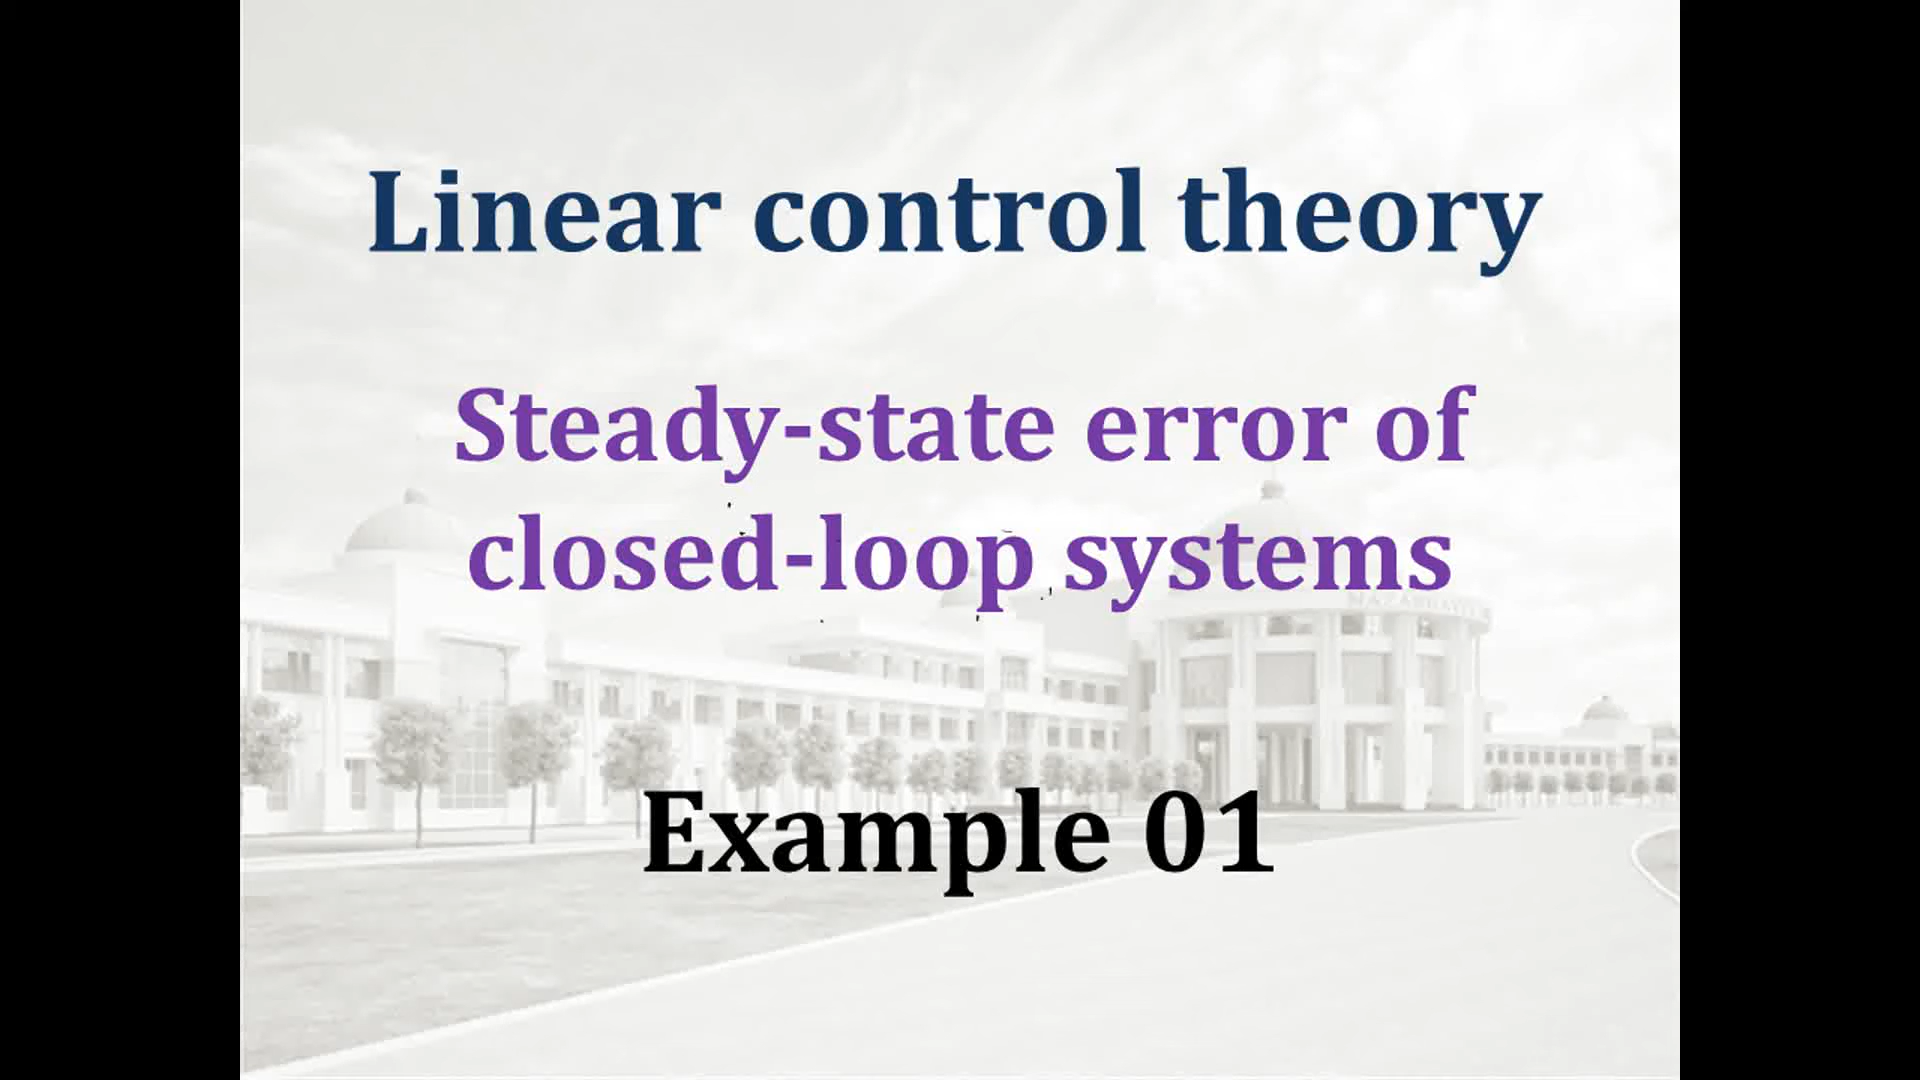 Linear control theory
Steady-state error of
closed-loop systems
Example 01